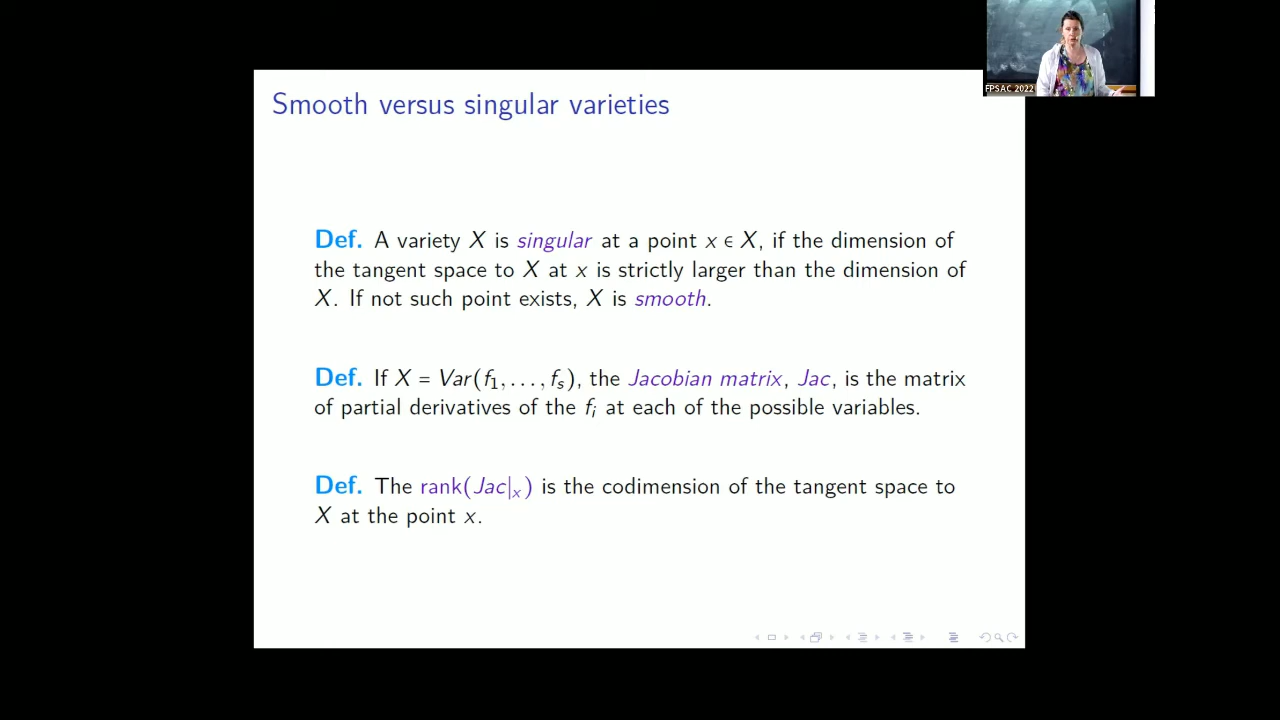 FPSAC 2022
Smooth versus singular varieties
Def. A variety X is singular at a point x ∈ X, if the dimension of
the tangent space to X at x is strictly larger than the dimension of
X. If not such point exists, X is smooth.
Def. If X = Var(f₁, . . . , fₛ), the Jacobian matrix, Jac, is the matrix
of partial derivatives of the fᵢ at each of the possible variables.
Def. The rank(Jac|ₓ) is the codimension of the tangent space to
X at the point x.